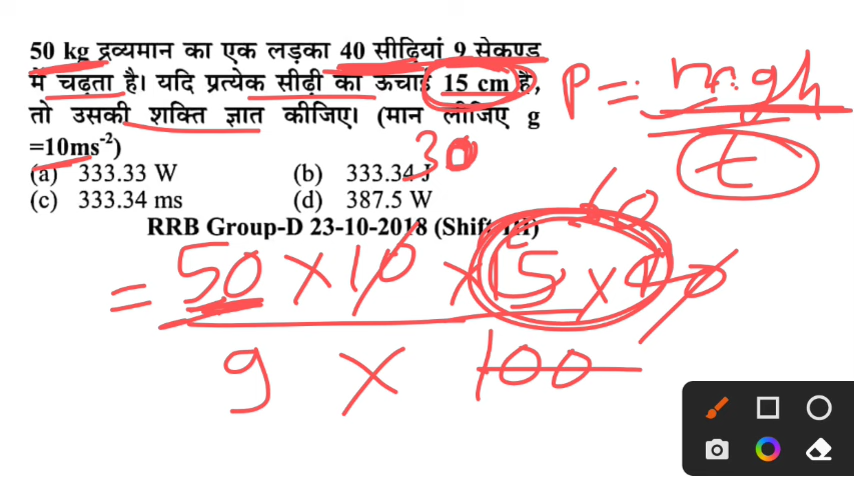 50 kg द्रव्यमान का एक लड़का 40 सीढ़ियां 9 सेकण्ड
में चढ़ता है। यदि प्रत्येक सीढ़ी की ऊंचाई 15 cm है,
तो उसकी शक्ति ज्ञात कीजिए। (मान लीजिए g
=10ms⁻²)
(a) 333.33 W (b) 333.34 J
(c) 333.34 ms (d) 387.5 W
RRB Group-D 23-10-2018 (Shift-III)
P = mgh
t
30
60
= 50 × 10 × 15 × 40
9 × 100